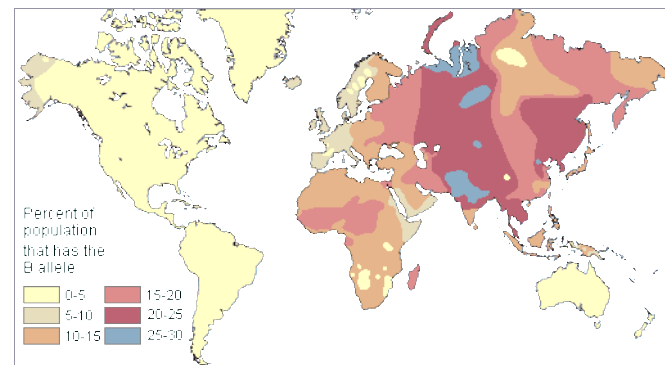 Percent of
population
that has the
B allele
0-5
15-20
5-10
20-25
10-15
25-30